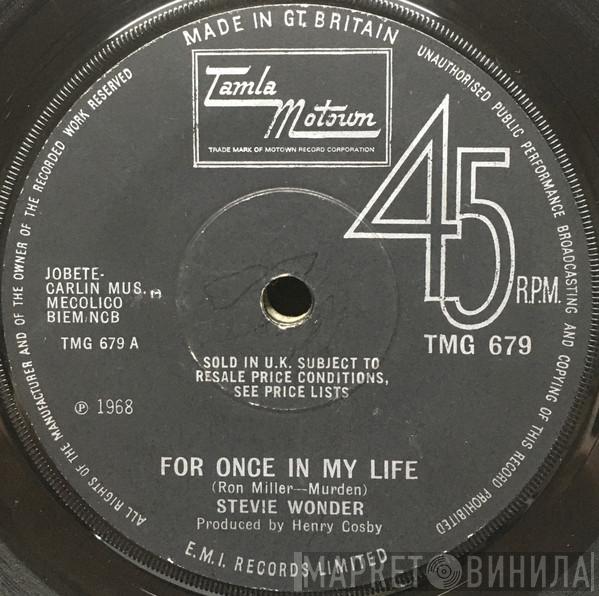 MADE IN GT. BRITAIN
UNAUTHORISED PUBLIC PERFORMANCE BROADCASTING AND COPYING OF THIS RECORD PROHIBITED
ALL RIGHTS OF THE MANUFACTURER AND OF THE OWNER OF THE RECORDED WORK RESERVED
Tamla
Motown
TRADE MARK OF MOTOWN RECORD CORPORATION
45
R.P.M.
TMG 679
JOBETE-
CARLIN MUS.
MECOLICO
BIEM/NCB
TMG 679 A
℗ 1968
SOLD IN U.K. SUBJECT TO
RESALE PRICE CONDITIONS,
SEE PRICE LISTS
FOR ONCE IN MY LIFE
(Ron Miller—Murden)
STEVIE WONDER
Produced by Henry Cosby
E.M.I. RECORDS LIMITED
МАРКЕТ ВИНИЛА